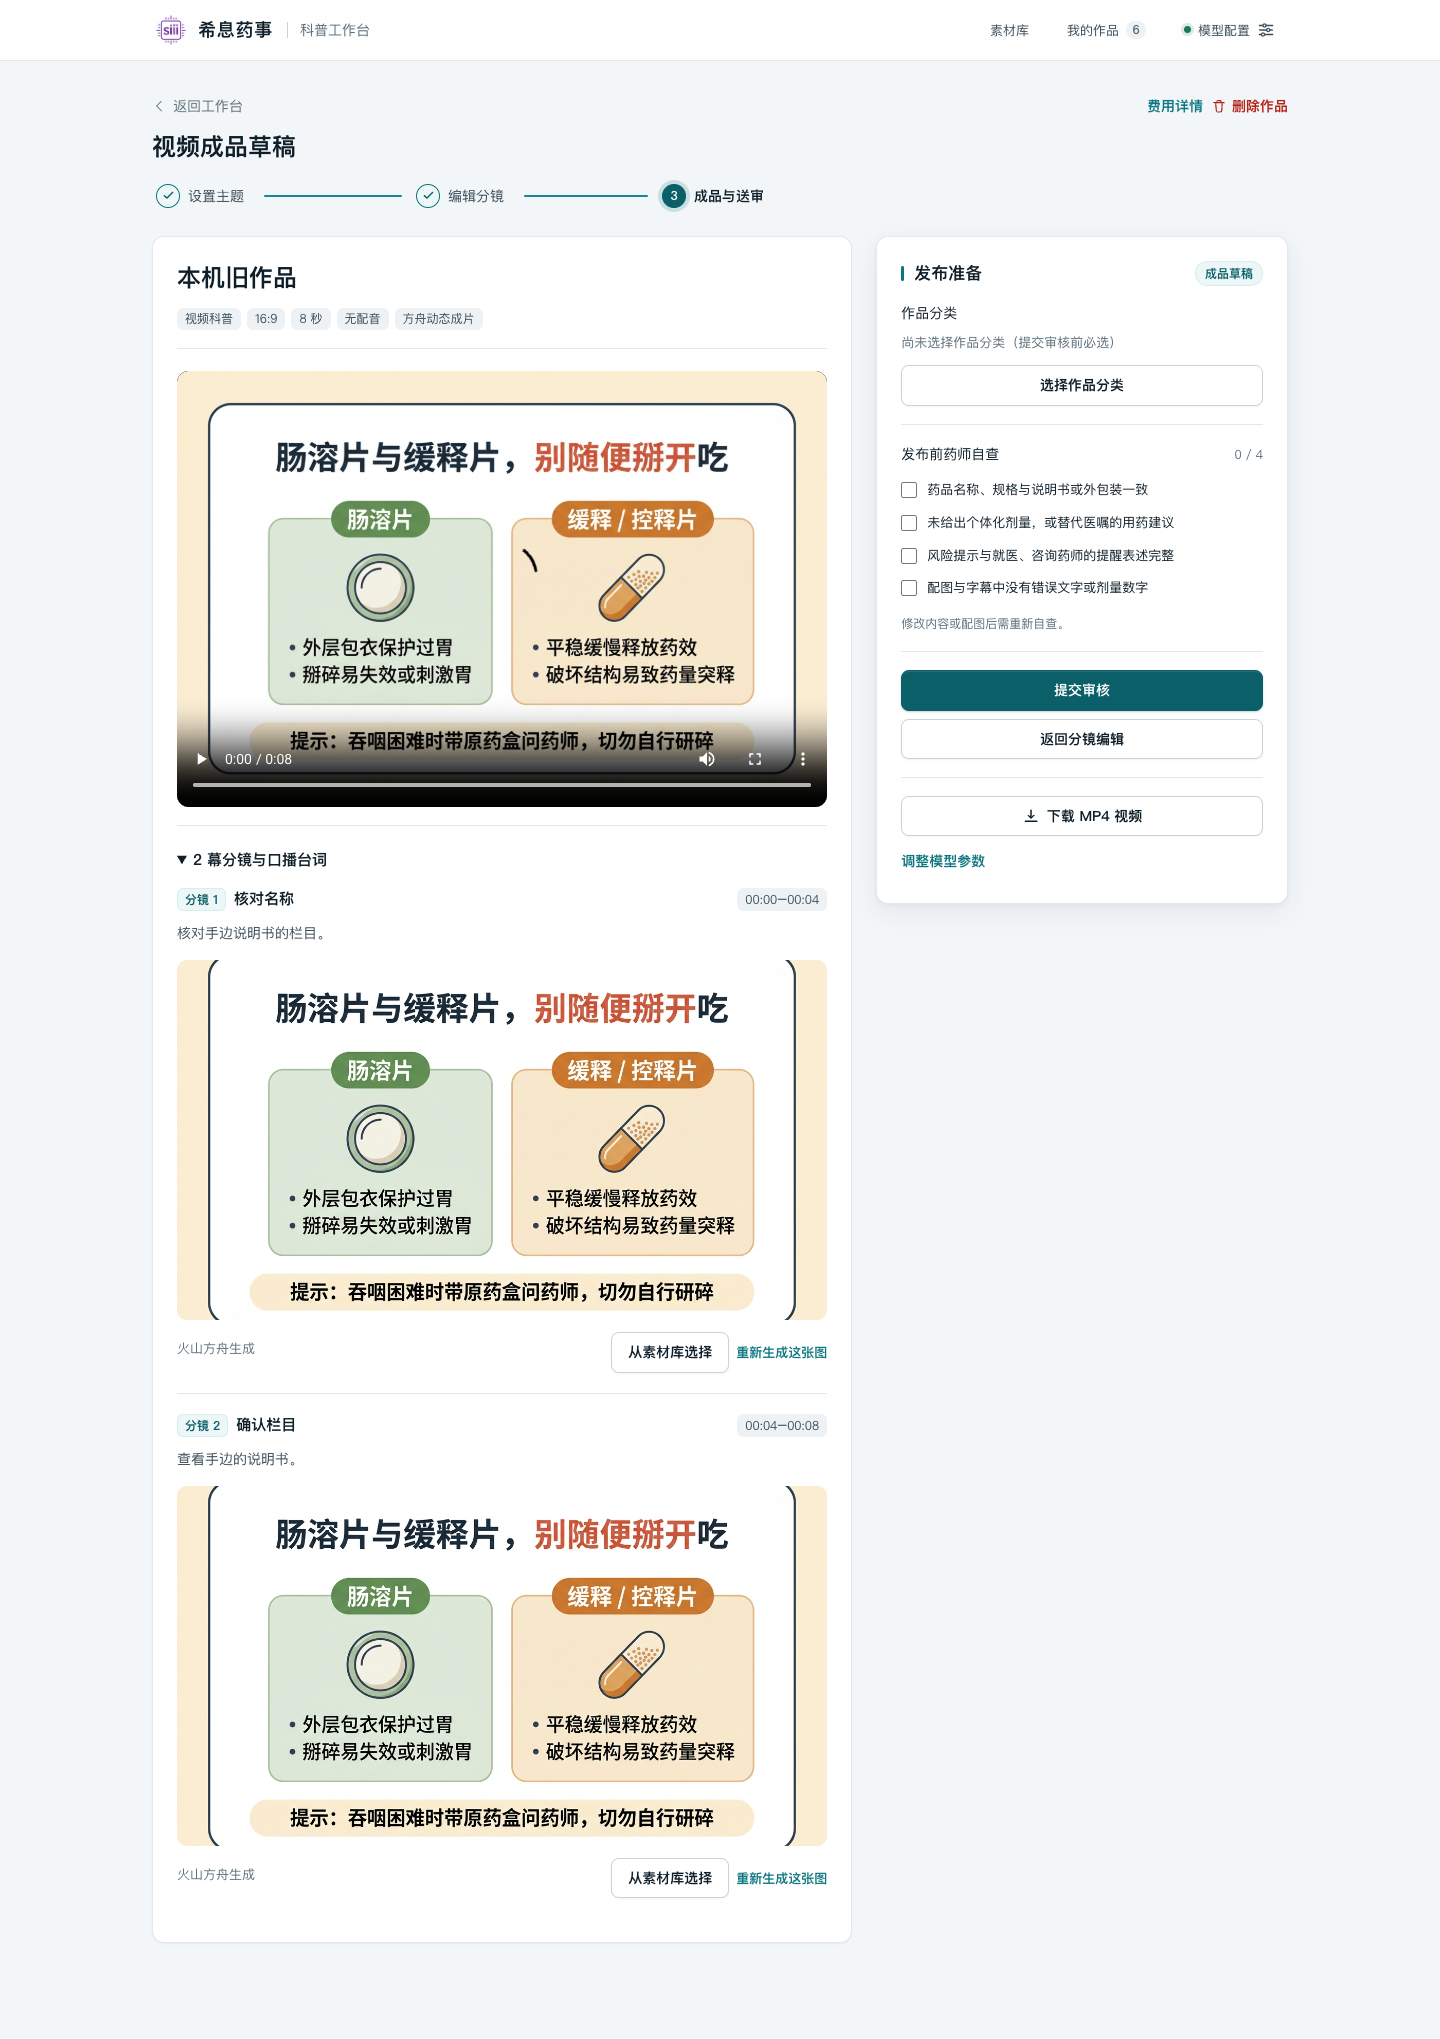 siii 希息药事 科普工作台 素材库 我的作品 6 模型配置
返回工作台 费用详情 删除作品
视频成品草稿
设置主题 编辑分镜 3 成品与送审
本机旧作品
视频科普 16:9 8 秒 无配音 方舟动态成片
肠溶片与缓释片，别随便掰开吃
肠溶片 缓释 / 控释片
• 外层包衣保护过胃 • 平稳缓慢释放药效
• 掰碎易失效或刺激胃 • 破坏结构易致药量突释
提示：吞咽困难时带原药盒问药师，切勿自行研碎
0:00 / 0:08
2 幕分镜与口播台词
分镜 1 核对名称 00:00—00:04
核对手边说明书的栏目。
肠溶片与缓释片，别随便掰开吃
肠溶片 缓释 / 控释片
• 外层包衣保护过胃 • 平稳缓慢释放药效
• 掰碎易失效或刺激胃 • 破坏结构易致药量突释
提示：吞咽困难时带原药盒问药师，切勿自行研碎
火山方舟生成 从素材库选择 重新生成这张图
分镜 2 确认栏目 00:04—00:08
查看手边的说明书。
肠溶片与缓释片，别随便掰开吃
肠溶片 缓释 / 控释片
• 外层包衣保护过胃 • 平稳缓慢释放药效
• 掰碎易失效或刺激胃 • 破坏结构易致药量突释
提示：吞咽困难时带原药盒问药师，切勿自行研碎
火山方舟生成 从素材库选择 重新生成这张图
发布准备 成品草稿
作品分类
尚未选择作品分类（提交审核前必选）
选择作品分类
发布前药师自查 0 / 4
药品名称、规格与说明书或外包装一致
未给出个体化剂量，或替代医嘱的用药建议
风险提示与就医、咨询药师的提醒表述完整
配图与字幕中没有错误文字或剂量数字
修改内容或配图后需重新自查。
提交审核
返回分镜编辑
下载 MP4 视频
调整模型参数